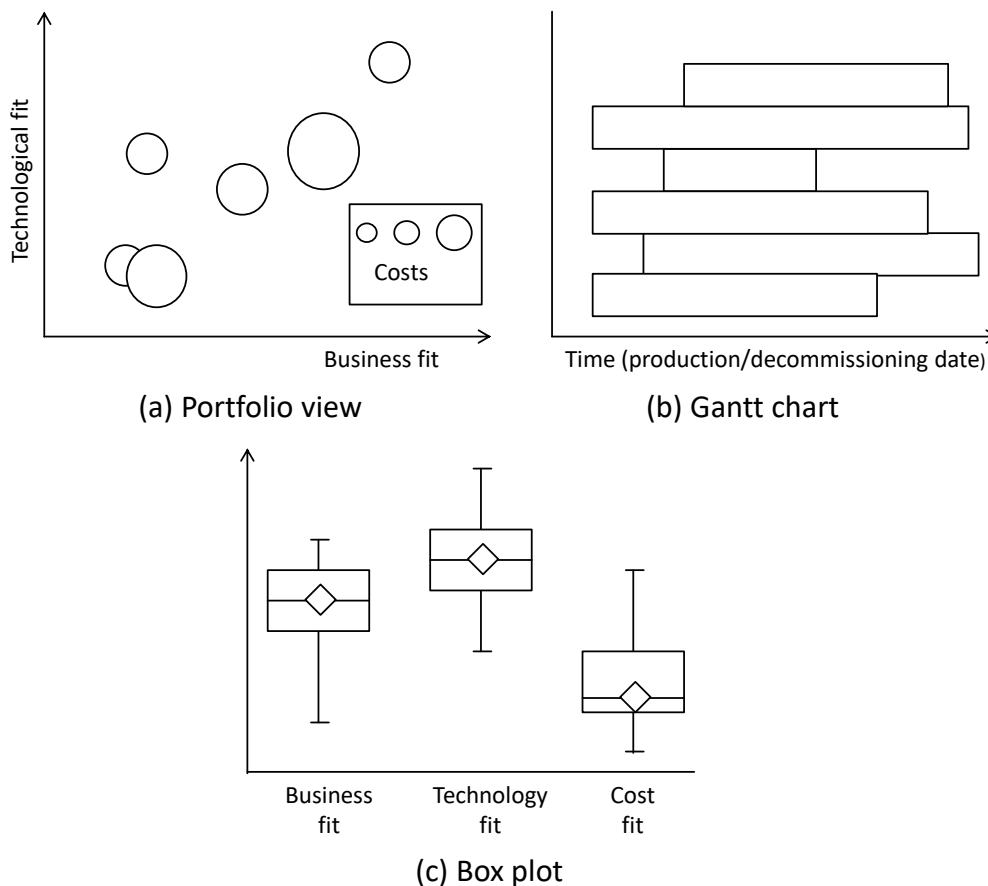 Technological fit
Costs
Business fit
(a) Portfolio view
Time (production/decommissioning date)
(b) Gantt chart
Business
fit
Technology
fit
Cost
fit
(c) Box plot